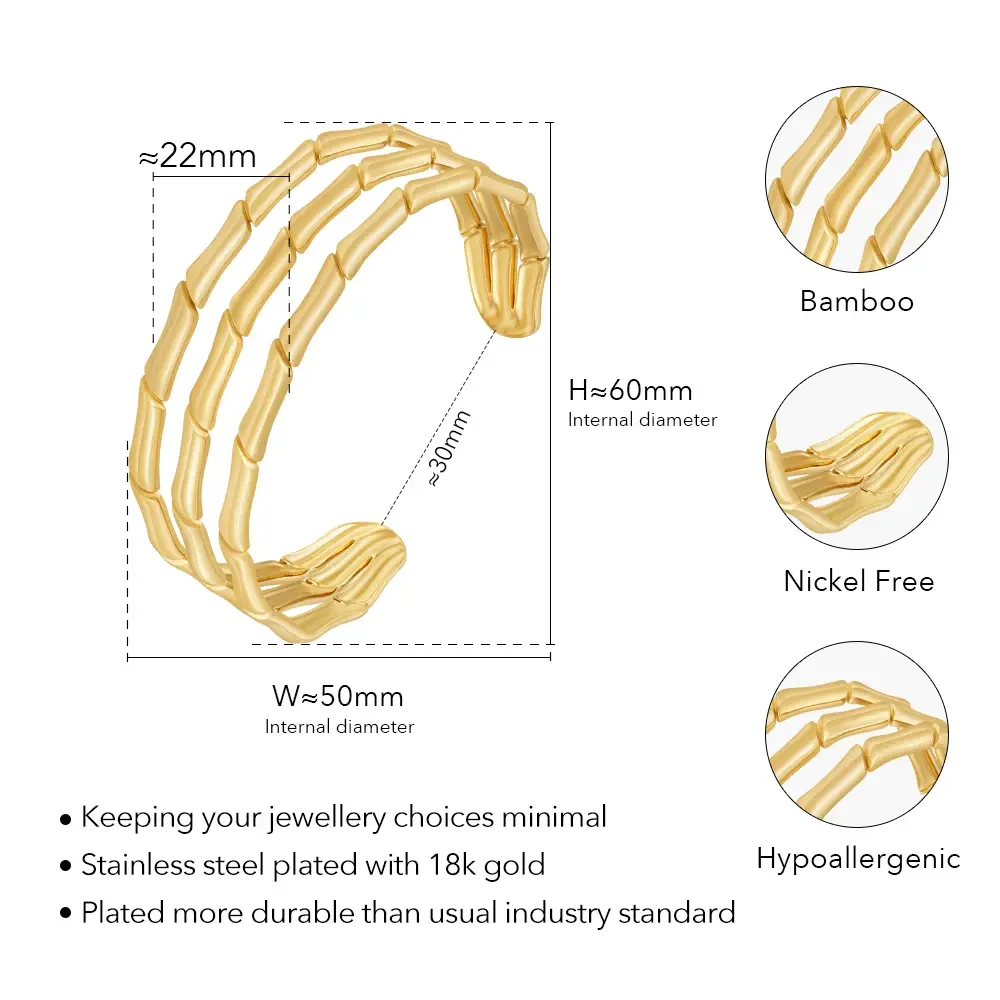 ≈22mm
H≈60mm
Internal diameter
≈30mm
W≈50mm
Internal diameter
Bamboo
Nickel Free
Hypoallergenic
• Keeping your jewellery choices minimal
• Stainless steel plated with 18k gold
• Plated more durable than usual industry standard